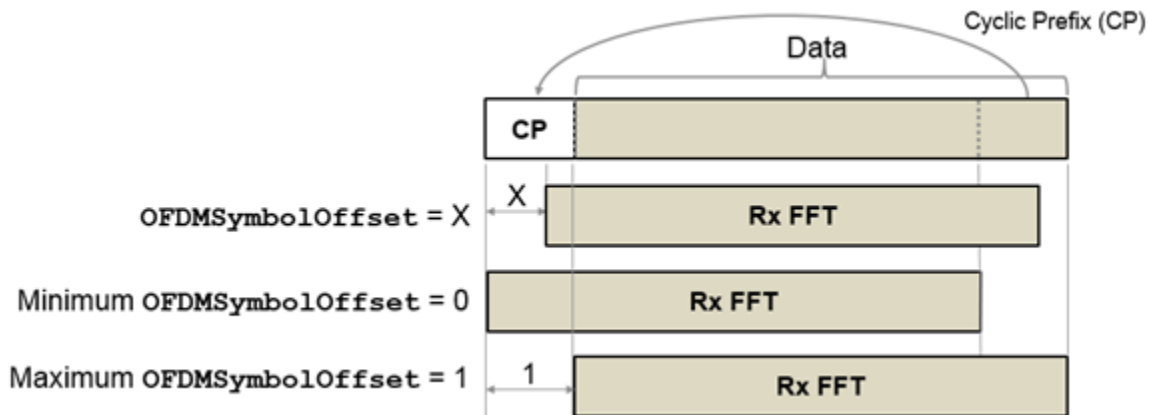 Cyclic Prefix (CP)
Data
CP
X
OFDMSymbolOffset = X
Rx FFT
Minimum OFDMSymbolOffset = 0
Rx FFT
Maximum OFDMSymbolOffset = 1
1
Rx FFT